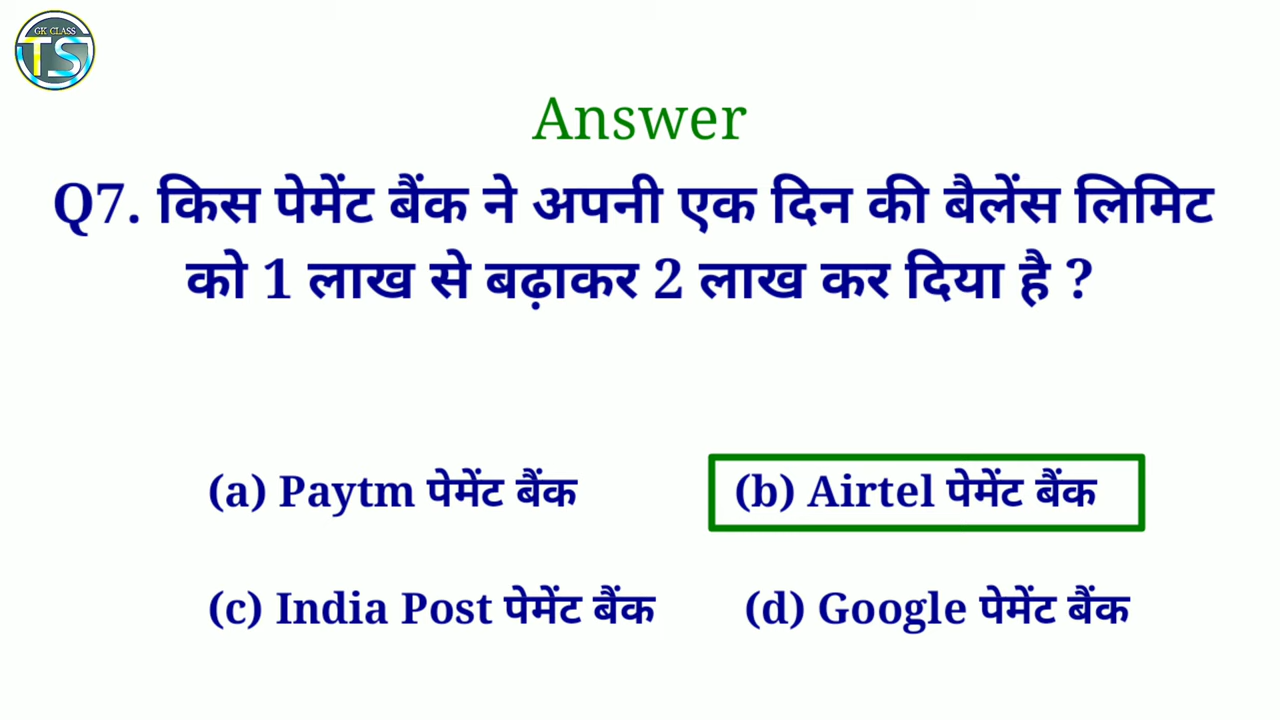 GK CLASS
TS
Answer
Q7. किस पेमेंट बैंक ने अपनी एक दिन की बैलेंस लिमिट
को 1 लाख से बढ़ाकर 2 लाख कर दिया है ?
(a) Paytm पेमेंट बैंक (b) Airtel पेमेंट बैंक
(c) India Post पेमेंट बैंक (d) Google पेमेंट बैंक